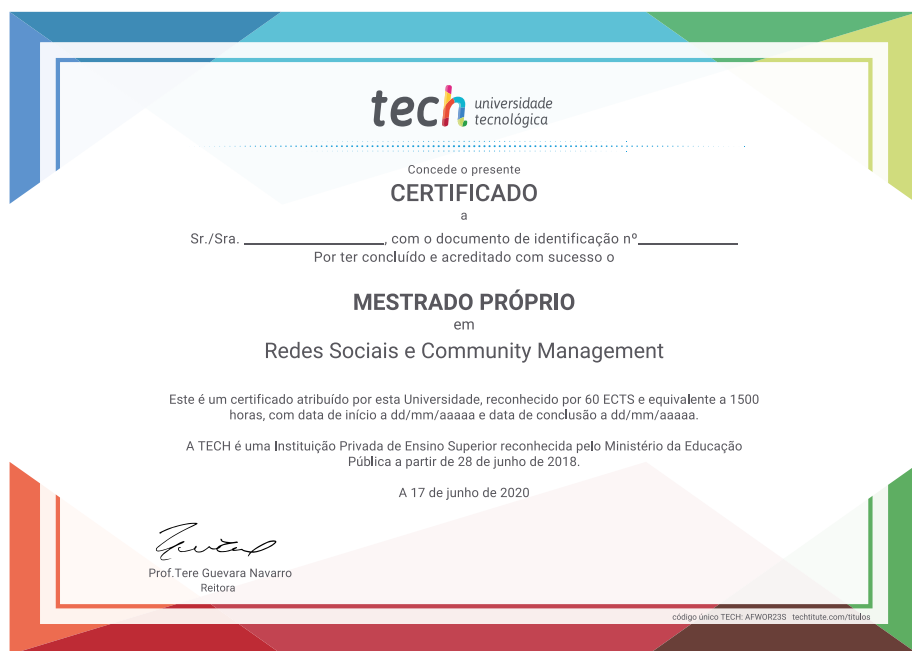 tech universidade
tecnológica
Concede o presente
CERTIFICADO
a
Sr./Sra. ________________, com o documento de identificação nº____________
Por ter concluído e acreditado com sucesso o
MESTRADO PRÓPRIO
em
Redes Sociais e Community Management
Este é um certificado atribuído por esta Universidade, reconhecido por 60 ECTS e equivalente a 1500
horas, com data de início a dd/mm/aaaaa e data de conclusão a dd/mm/aaaaa.
A TECH é uma Instituição Privada de Ensino Superior reconhecida pelo Ministério da Educação
Pública a partir de 28 de junho de 2018.
A 17 de junho de 2020
Prof.Tere Guevara Navarro
Reitora
código único TECH: AFWOR23S techtitute.com/titulos